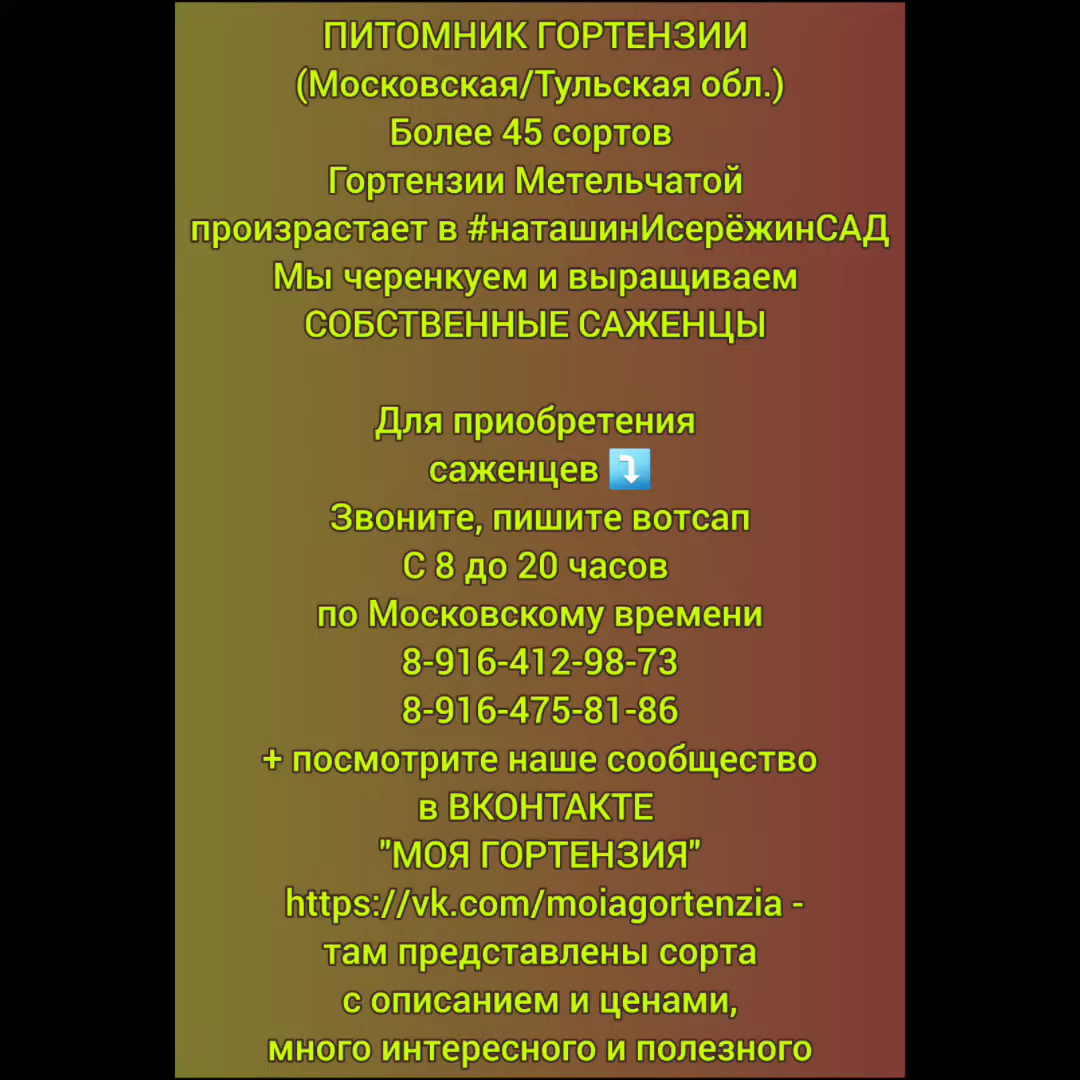 ПИТОМНИК ГОРТЕНЗИИ
(Московская/Тульская обл.)
Более 45 сортов
Гортензии Метельчатой
произрастает в #наташинИсерёжинСАД
Мы черенкуем и выращиваем
СОБСТВЕННЫЕ САЖЕНЦЫ
Для приобретения
саженцев ⤵️
Звоните, пишите вотсап
С 8 до 20 часов
по Московскому времени
8-916-412-98-73
8-916-475-81-86
+ посмотрите наше сообщество
в ВКОНТАКТЕ
"МОЯ ГОРТЕНЗИЯ"
https://vk.com/moiagortenzia -
там представлены сорта
с описанием и ценами,
много интересного и полезного